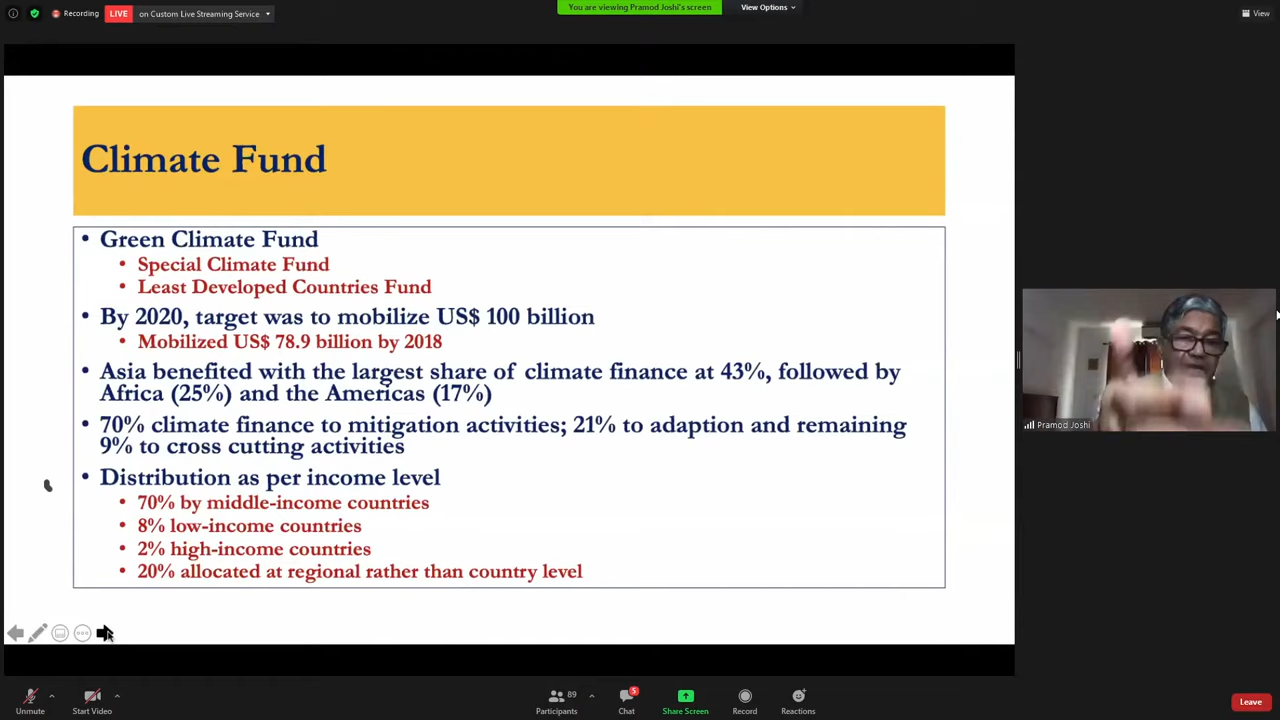 Recording
LIVE
on Custom Live Streaming Service
You are viewing Pramod Joshi's screen
View Options
View
Climate Fund
• Green Climate Fund
• Special Climate Fund
• Least Developed Countries Fund
• By 2020, target was to mobilize US$ 100 billion
• Mobilized US$ 78.9 billion by 2018
• Asia benefited with the largest share of climate finance at 43%, followed by
Africa (25%) and the Americas (17%)
• 70% climate finance to mitigation activities; 21% to adaption and remaining
9% to cross cutting activities
• Distribution as per income level
• 70% by middle-income countries
• 8% low-income countries
• 2% high-income countries
• 20% allocated at regional rather than country level
Pramod Joshi
Unmute
Start Video
89
Participants
5
Chat
Share Screen
Record
Reactions
Leave